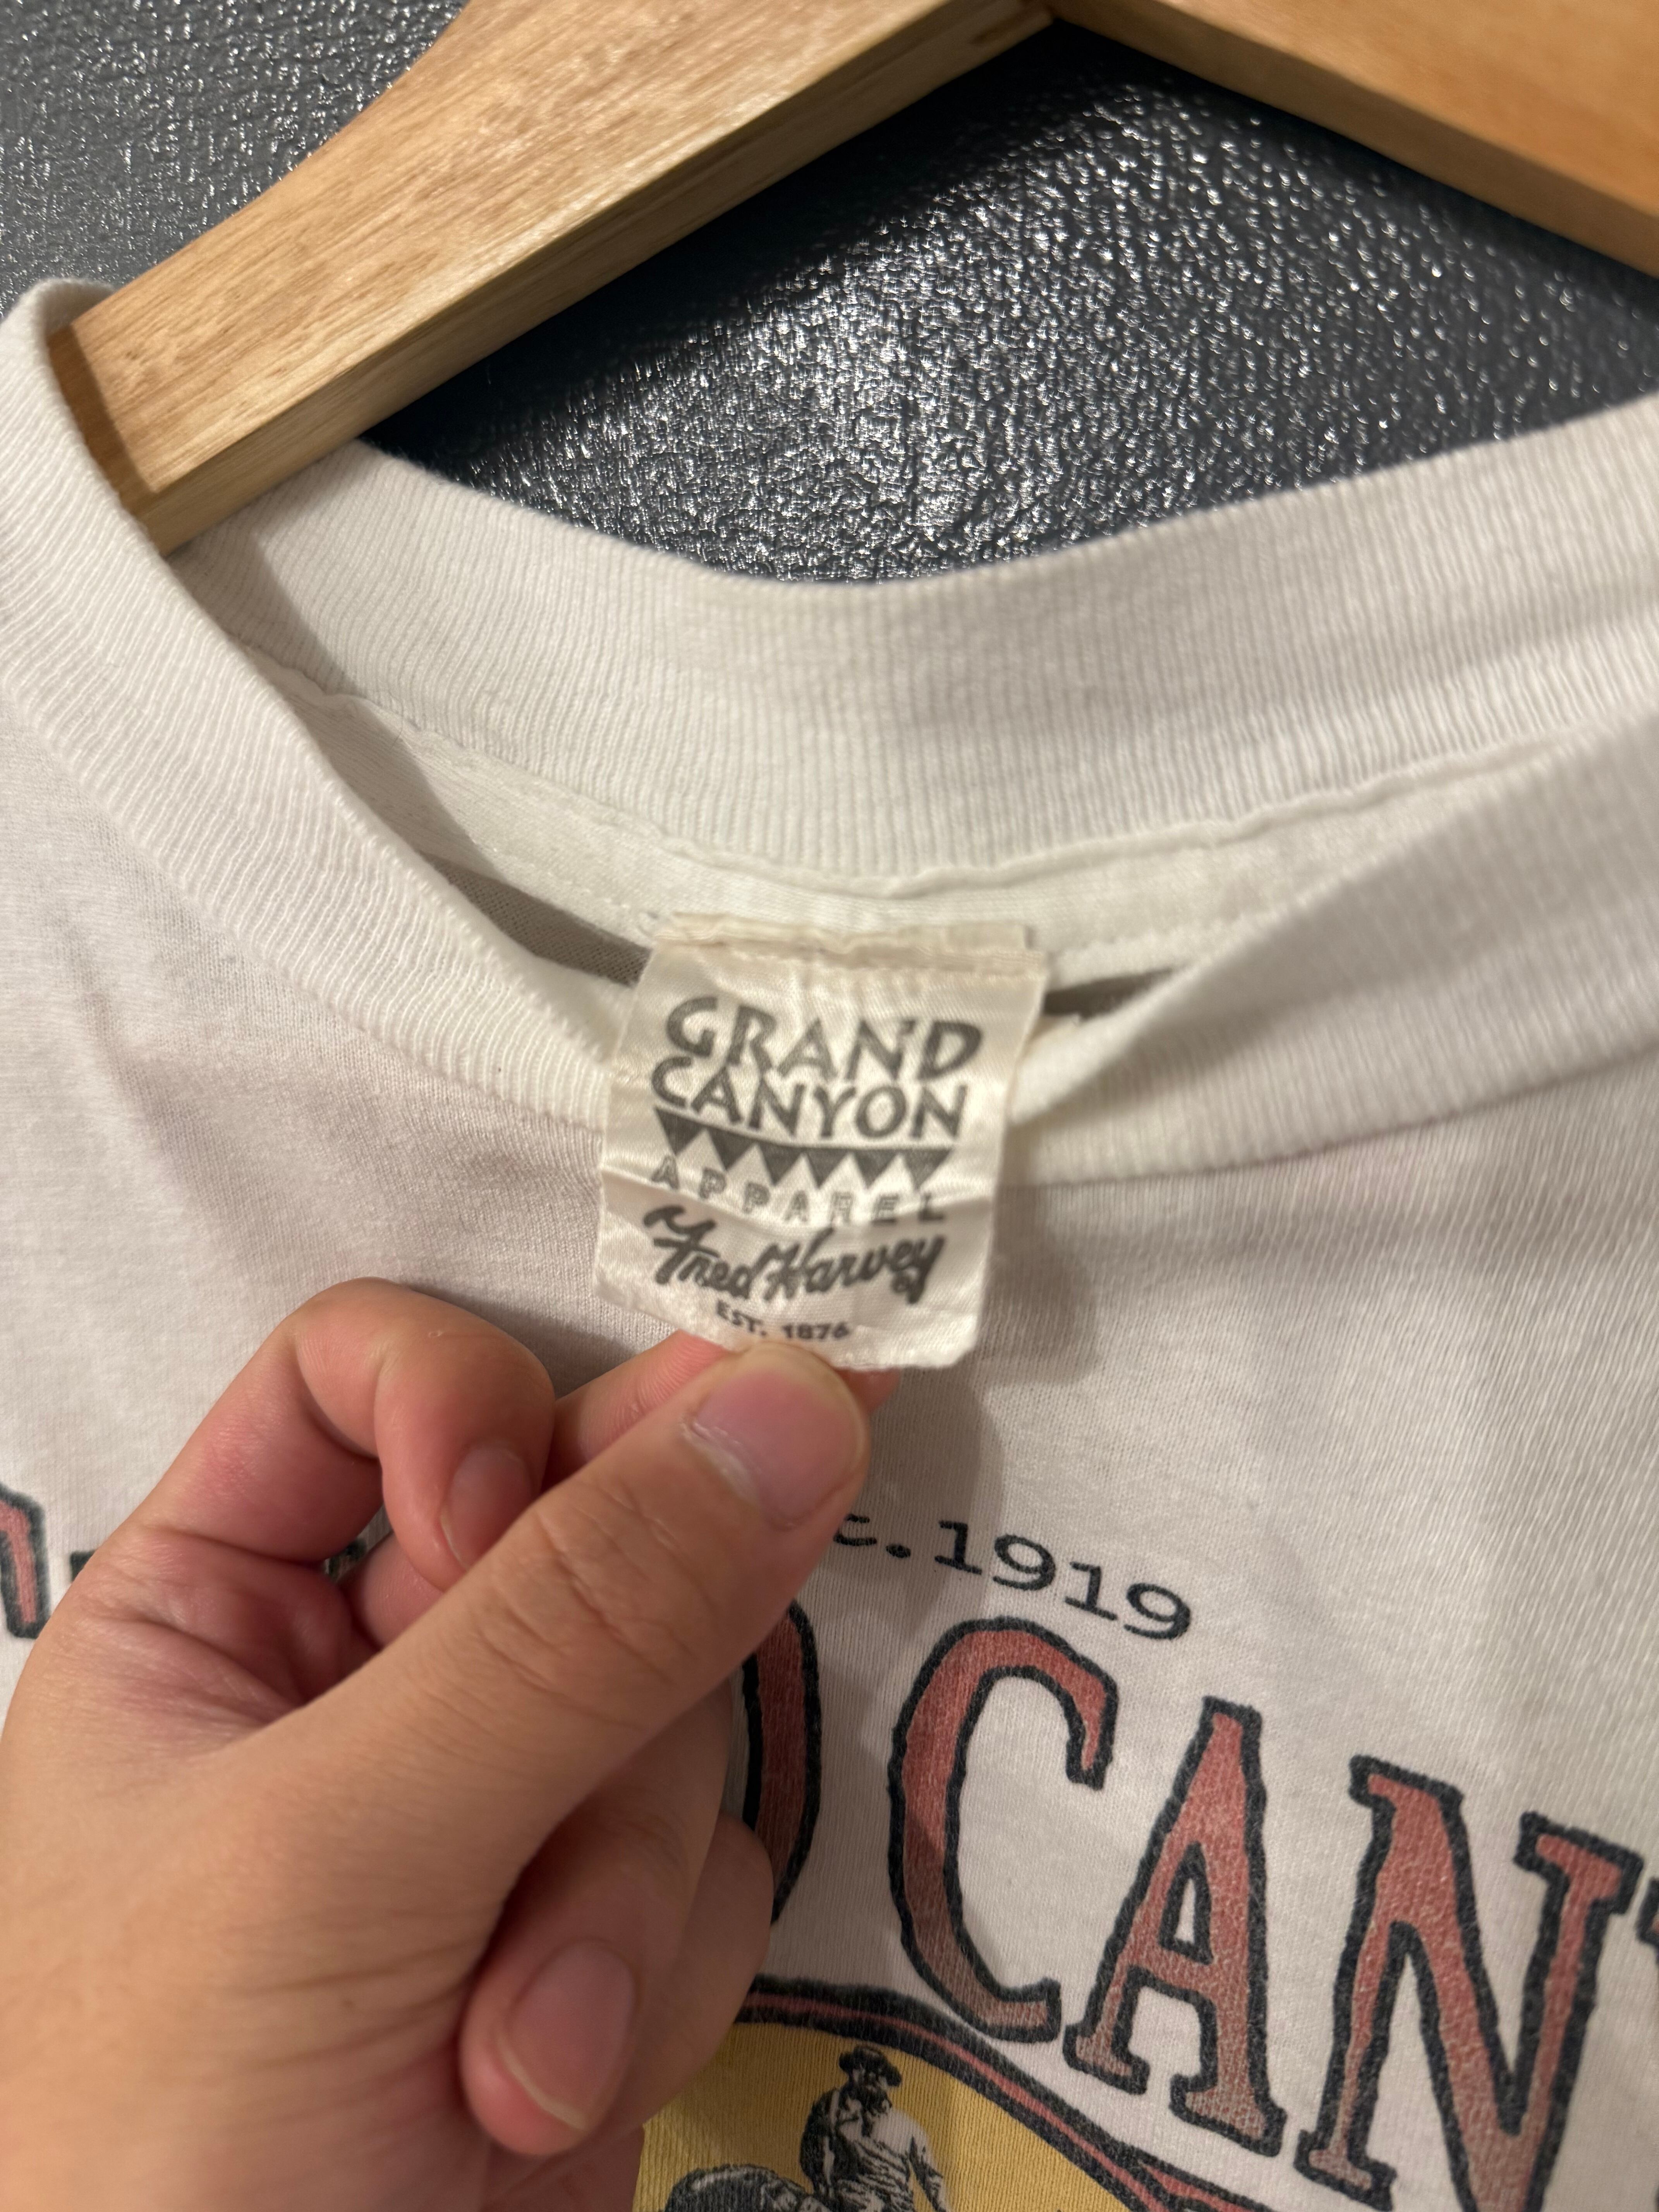 GRAND
CANYON
APPAREL
Fred Harvey
EST. 1876
.1919
CAN